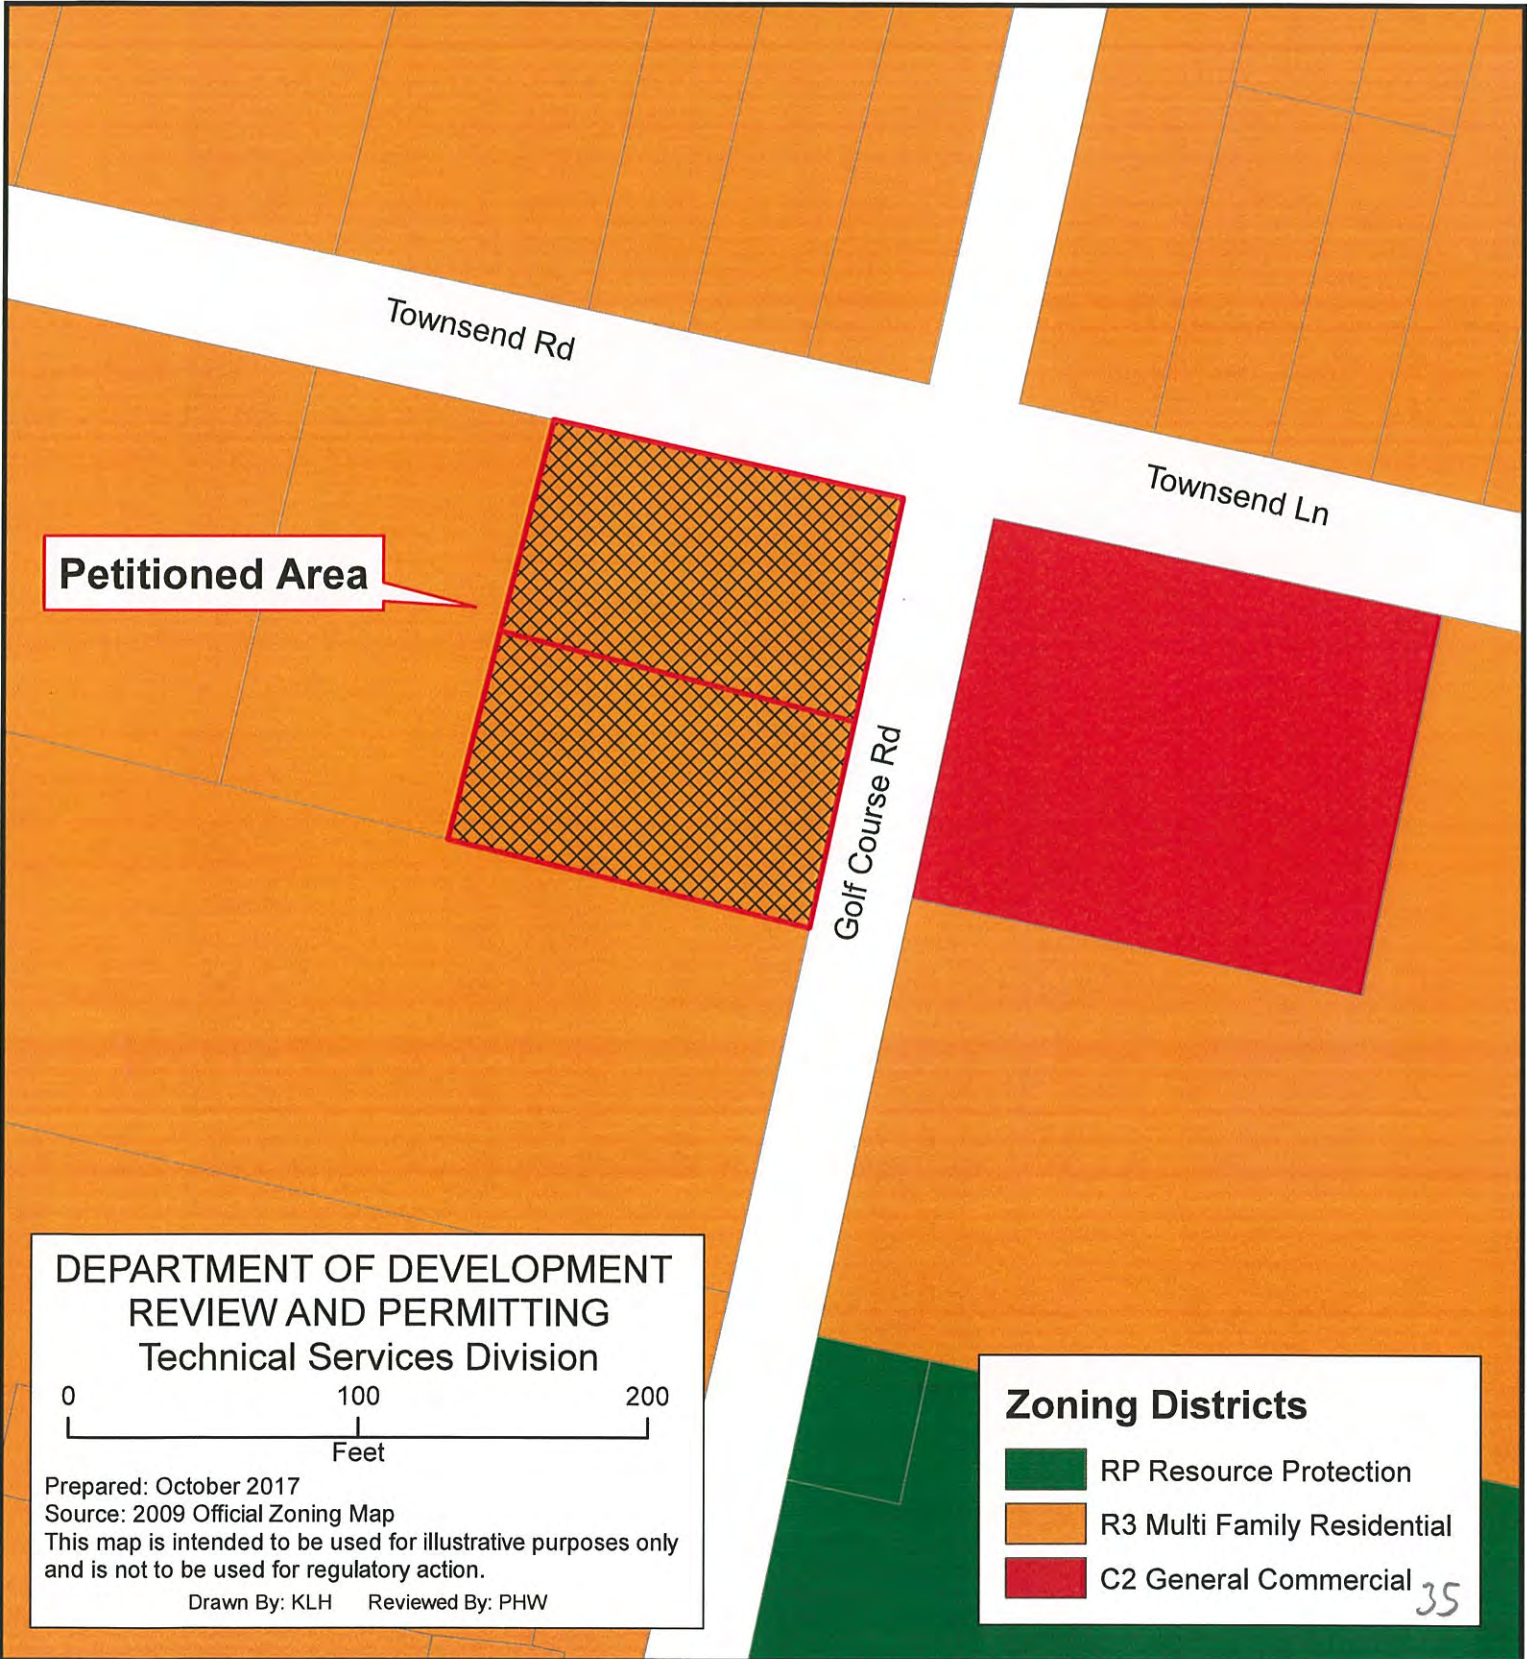 Townsend Rd
Townsend Ln
Petitioned Area
Golf Course Rd
DEPARTMENT OF DEVELOPMENT
REVIEW AND PERMITTING
Technical Services Division
0 100 200
Feet
Prepared: October 2017
Source: 2009 Official Zoning Map
This map is intended to be used for illustrative purposes only
and is not to be used for regulatory action.
Drawn By: KLH Reviewed By: PHW
Zoning Districts
RP Resource Protection
R3 Multi Family Residential
C2 General Commercial
35